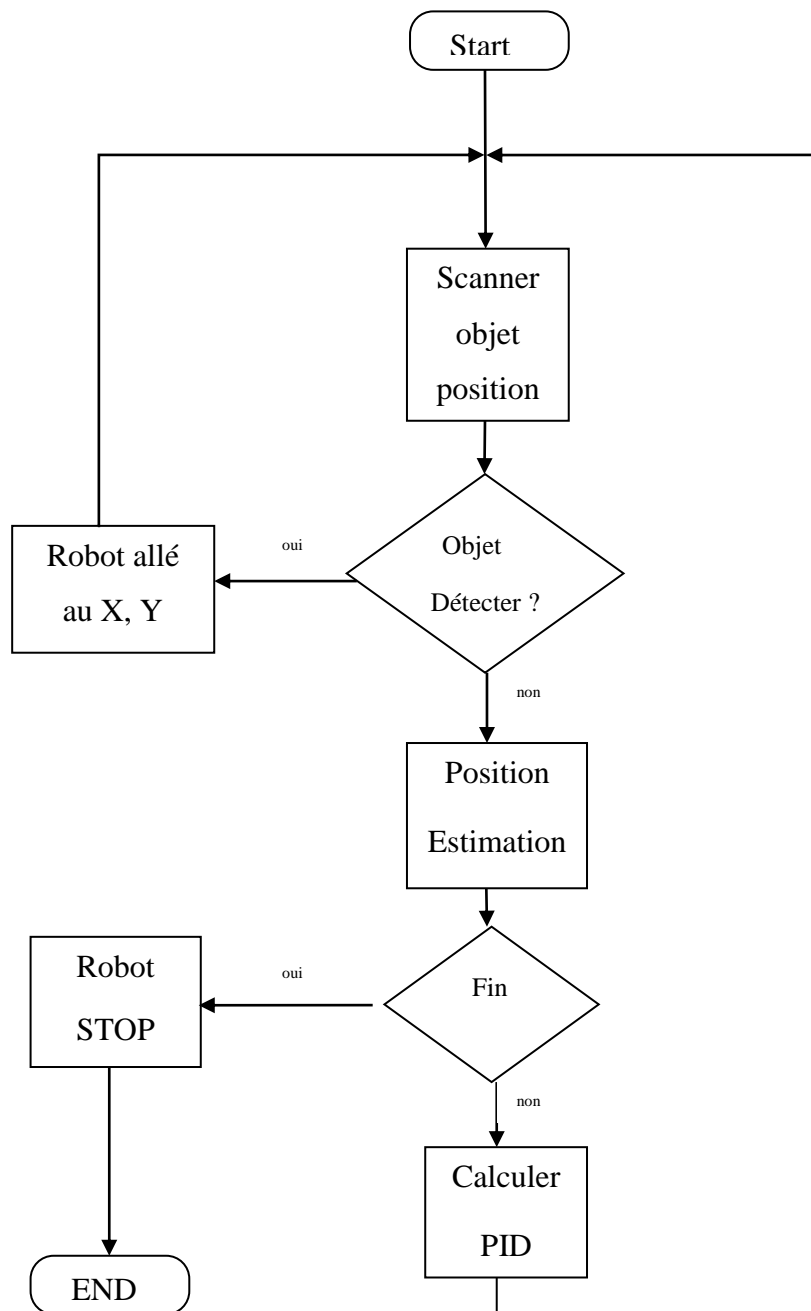 Start
Scanner
objet
position
Objet
Détecter ?
oui
Robot allé
au X, Y
non
Position
Estimation
Fin
oui
Robot
STOP
non
Calculer
PID
END